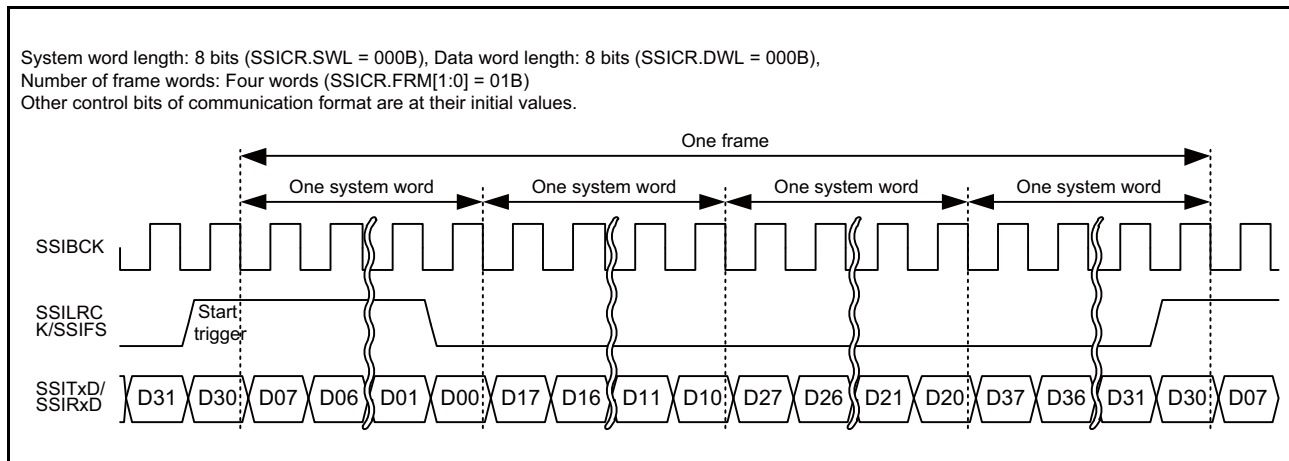 System word length: 8 bits (SSICR.SWL = 000B), Data word length: 8 bits (SSICR.DWL = 000B),
Number of frame words: Four words (SSICR.FRM[1:0] = 01B)
Other control bits of communication format are at their initial values.
One frame
One system word One system word One system word One system word
SSIBCK
SSILRC
K/SSIFS
Start
trigger
SSITxD/
SSIRxD
D31 D30 D07 D06 D01 D00 D17 D16 D11 D10 D27 D26 D21 D20 D37 D36 D31 D30 D07